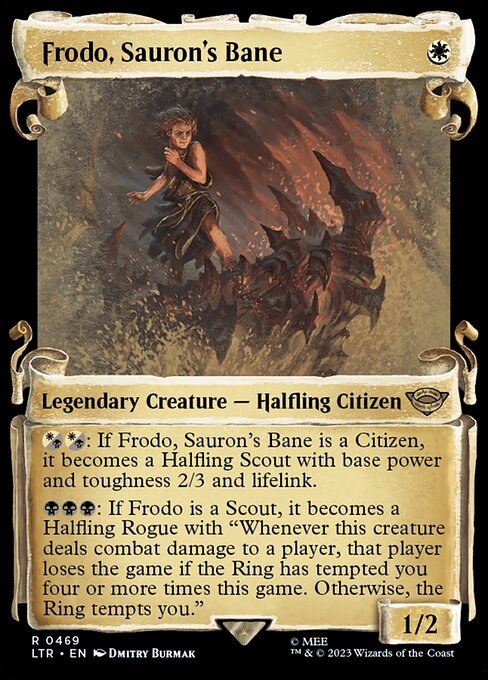 Frodo, Sauron's Bane
Legendary Creature — Halfling Citizen
: If Frodo, Sauron's Bane is a Citizen,
it becomes a Halfling Scout with base power
and toughness 2/3 and lifelink.
: If Frodo is a Scout, it becomes a
Halfling Rogue with “Whenever this creature
deals combat damage to a player, that player
loses the game if the Ring has tempted you
four or more times this game. Otherwise, the
Ring tempts you.”
1/2
R 0469
LTR • EN Dmitry Burmak
© MEE
™ & © 2023 Wizards of the Coast